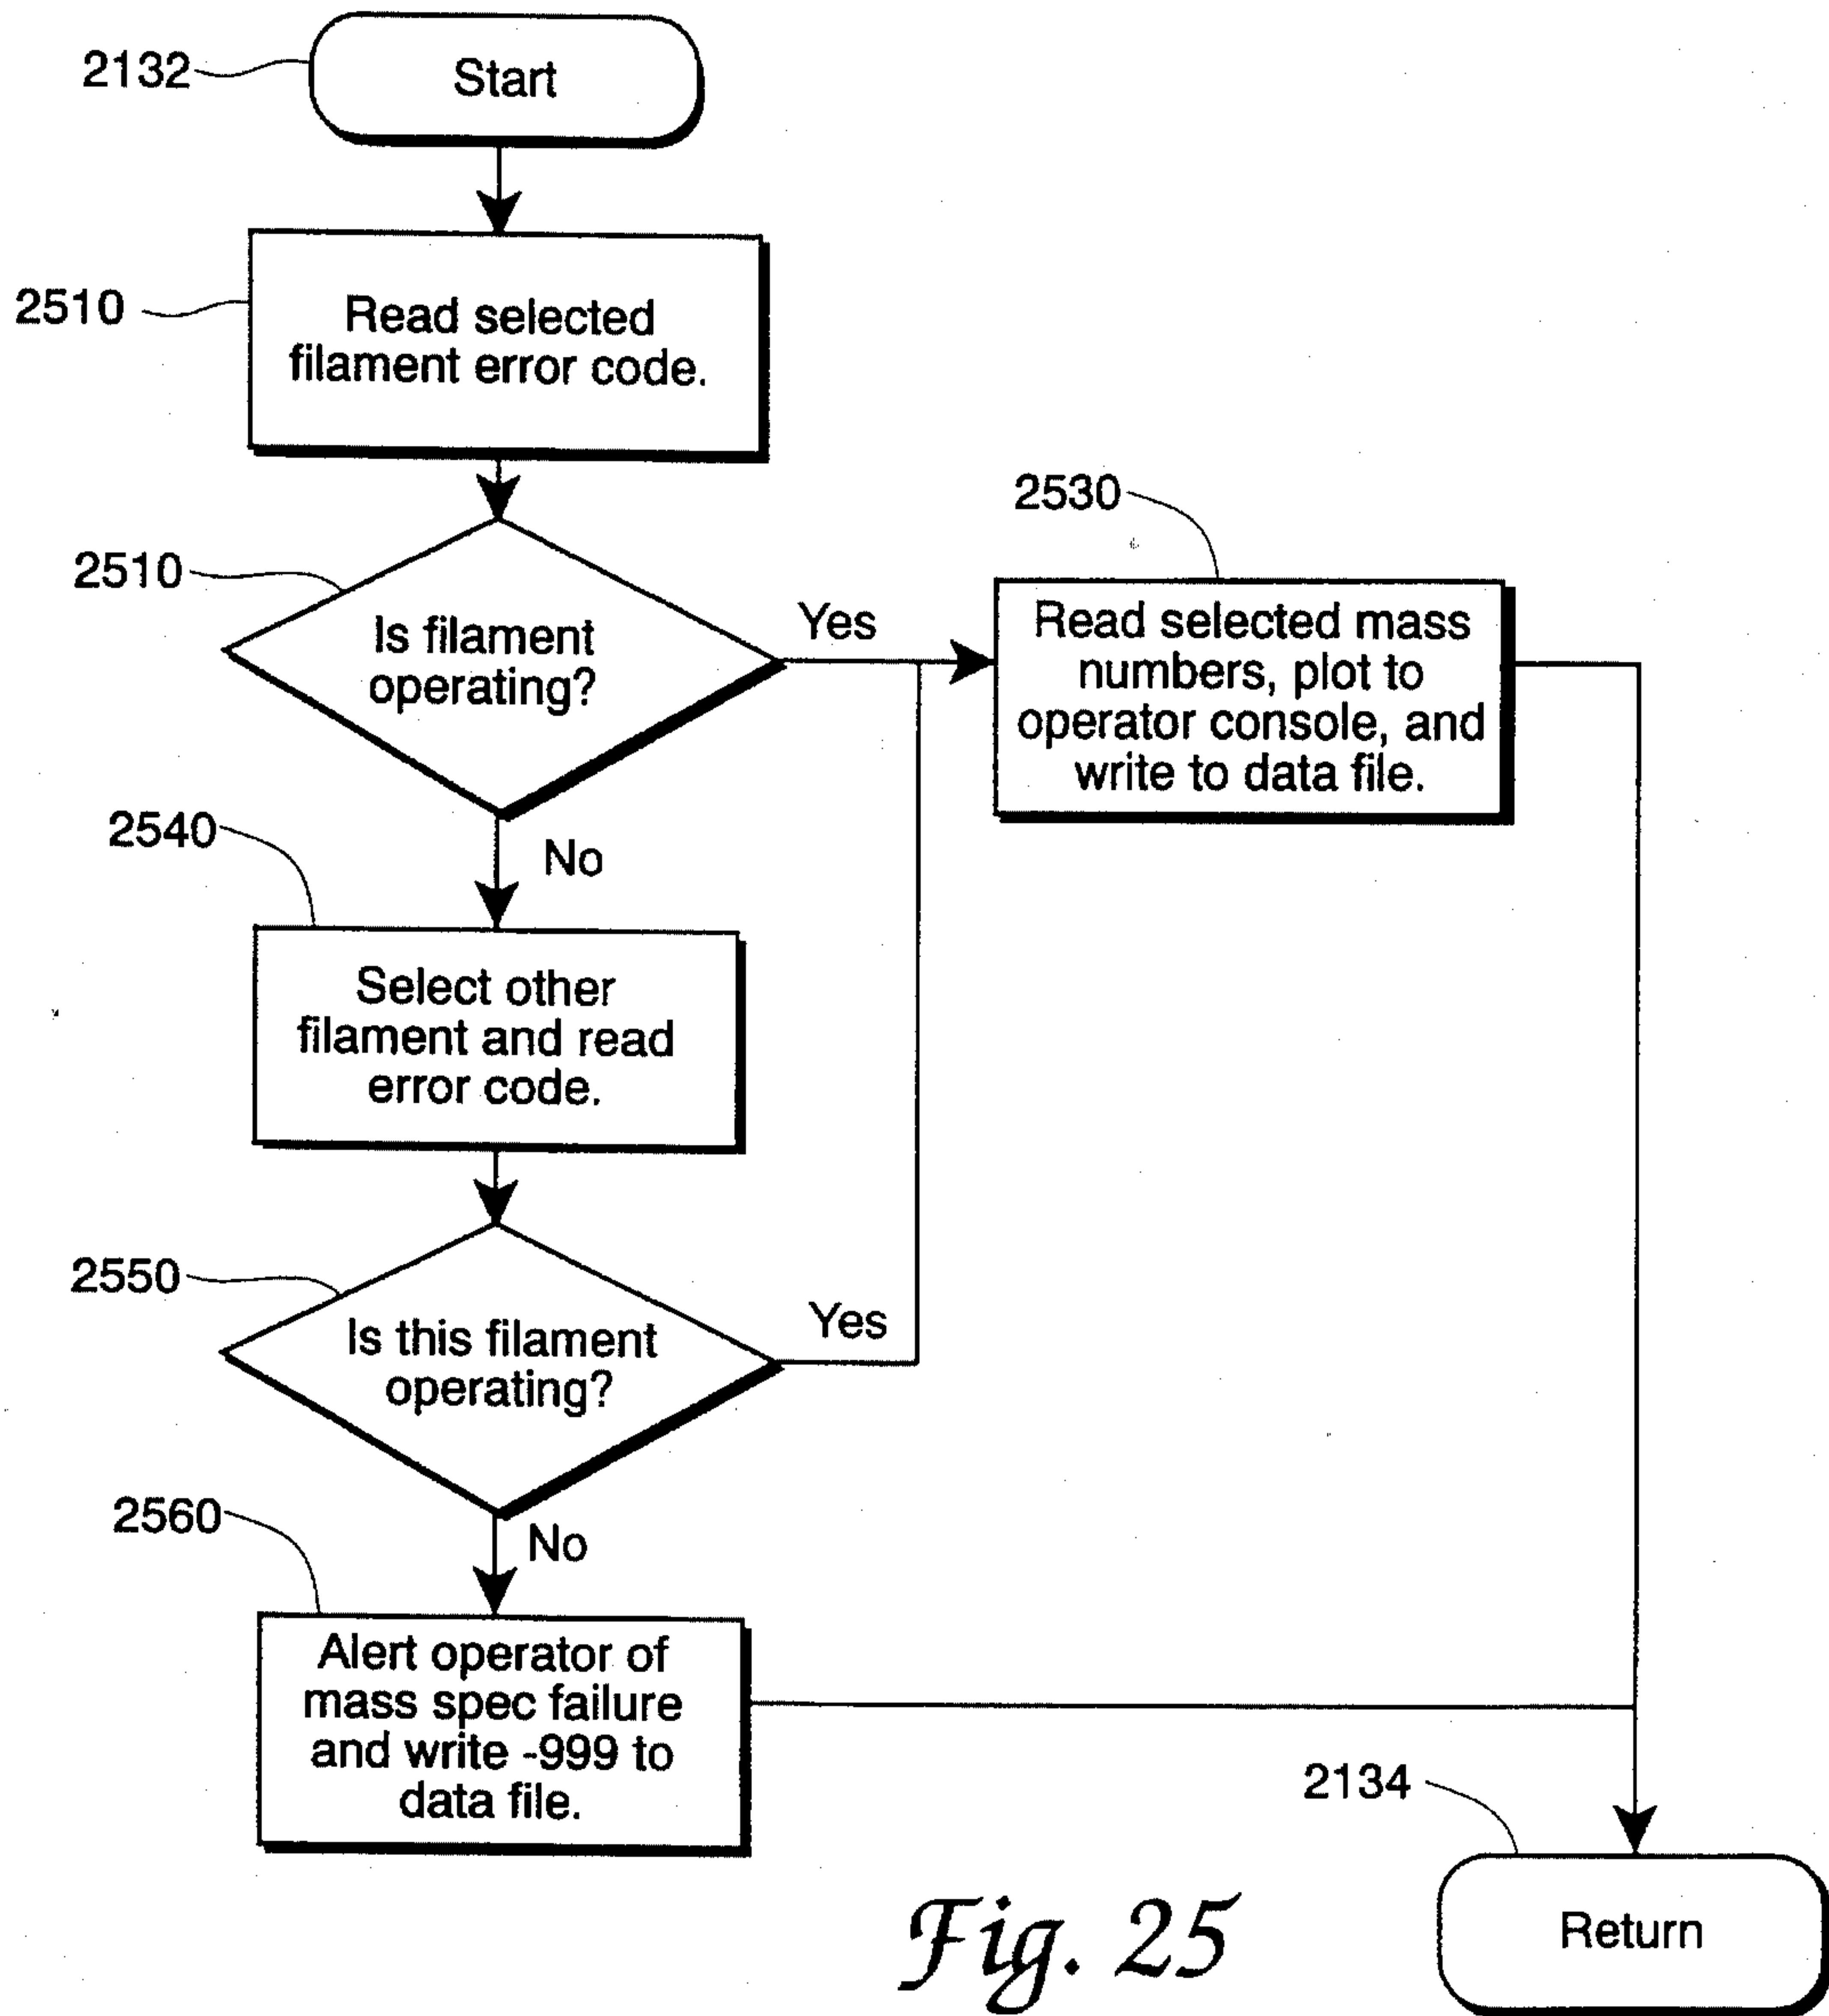 2132
Start
2510
Read selected
filament error code.
2510
Is filament
operating?
Yes
2530
Read selected mass
numbers, plot to
operator console, and
write to data file.
No
2540
Select other
filament and read
error code.
2550
Is this filament
operating?
Yes
No
2560
Alert operator of
mass spec failure
and write -999 to
data file.
2134
Return
Fig. 25